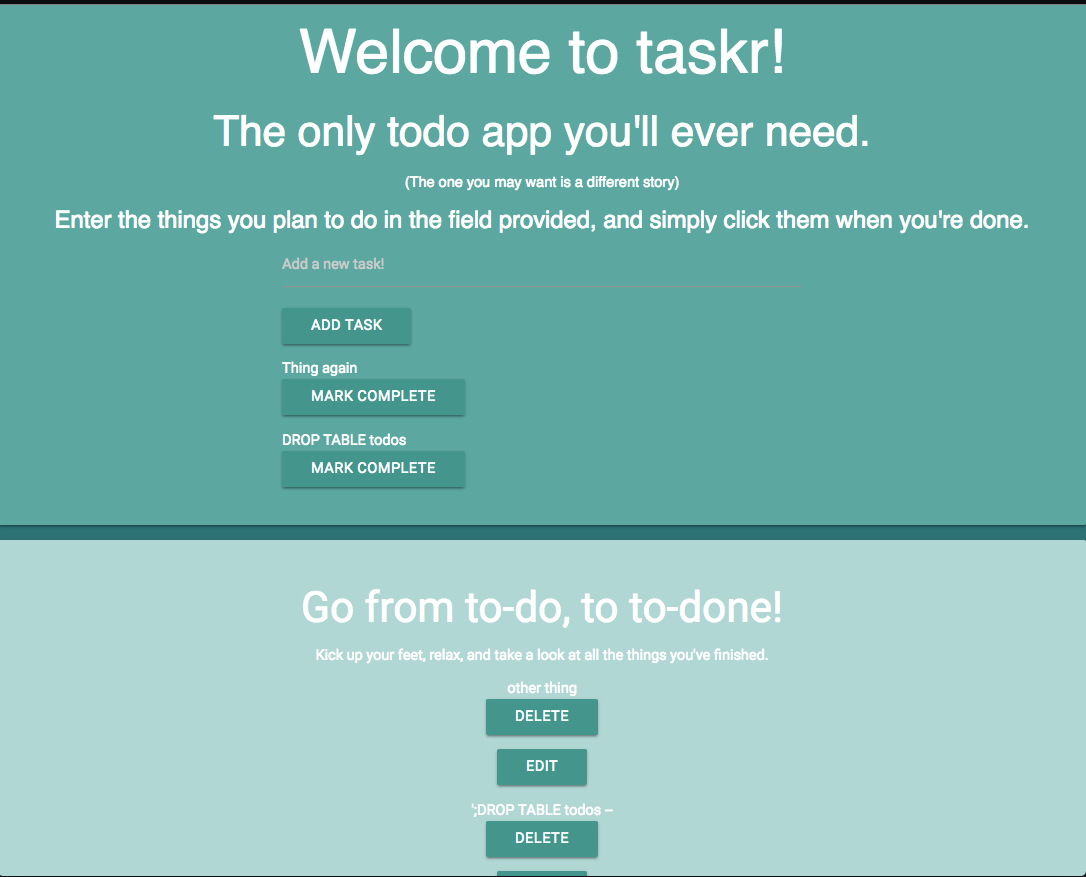 Welcome to taskr!
The only todo app you'll ever need.
(The one you may want is a different story)
Enter the things you plan to do in the field provided, and simply click them when you're done.
Add a new task!
ADD TASK
Thing again
MARK COMPLETE
DROP TABLE todos
MARK COMPLETE
Go from to-do, to to-done!
Kick up your feet, relax, and take a look at all the things you've finished.
other thing
DELETE
EDIT
';DROP TABLE todos --
DELETE